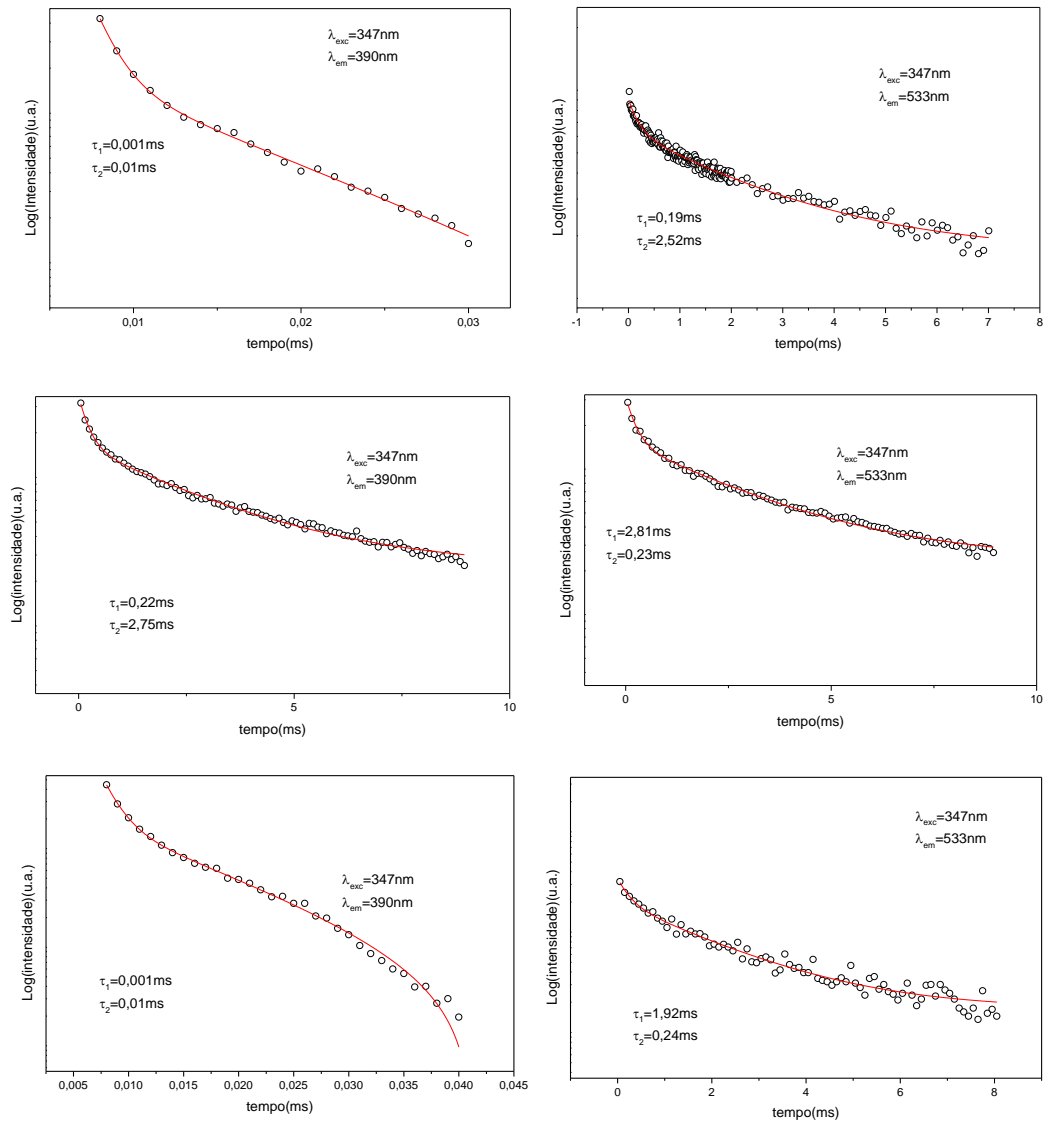 Log(Intensidade)(u.a.)
λexc=347nm
λem=390nm
τ1=0,001ms
τ2=0,01ms
0,01 0,02 0,03
tempo(ms)
Log(Intensidade)(u.a.)
λexc=347nm
λem=533nm
τ1=0,19ms
τ2=2,52ms
-1 0 1 2 3 4 5 6 7 8
tempo(ms)
Log(intensidade)(u.a.)
λexc=347nm
λem=390nm
τ1=0,22ms
τ2=2,75ms
0 5 10
tempo(ms)
Log(intensidade)(u.a.)
λexc=347nm
λem=533nm
τ1=2,81ms
τ2=0,23ms
0 5 10
tempo(ms)
Log(intensidade)(u.a.)
λexc=347nm
λem=390nm
τ1=0,001ms
τ2=0,01ms
0,005 0,010 0,015 0,020 0,025 0,030 0,035 0,040 0,045
tempo(ms)
Log(intensidade)(u.a.)
λexc=347nm
λem=533nm
τ1=1,92ms
τ2=0,24ms
0 2 4 6 8
tempo(ms)